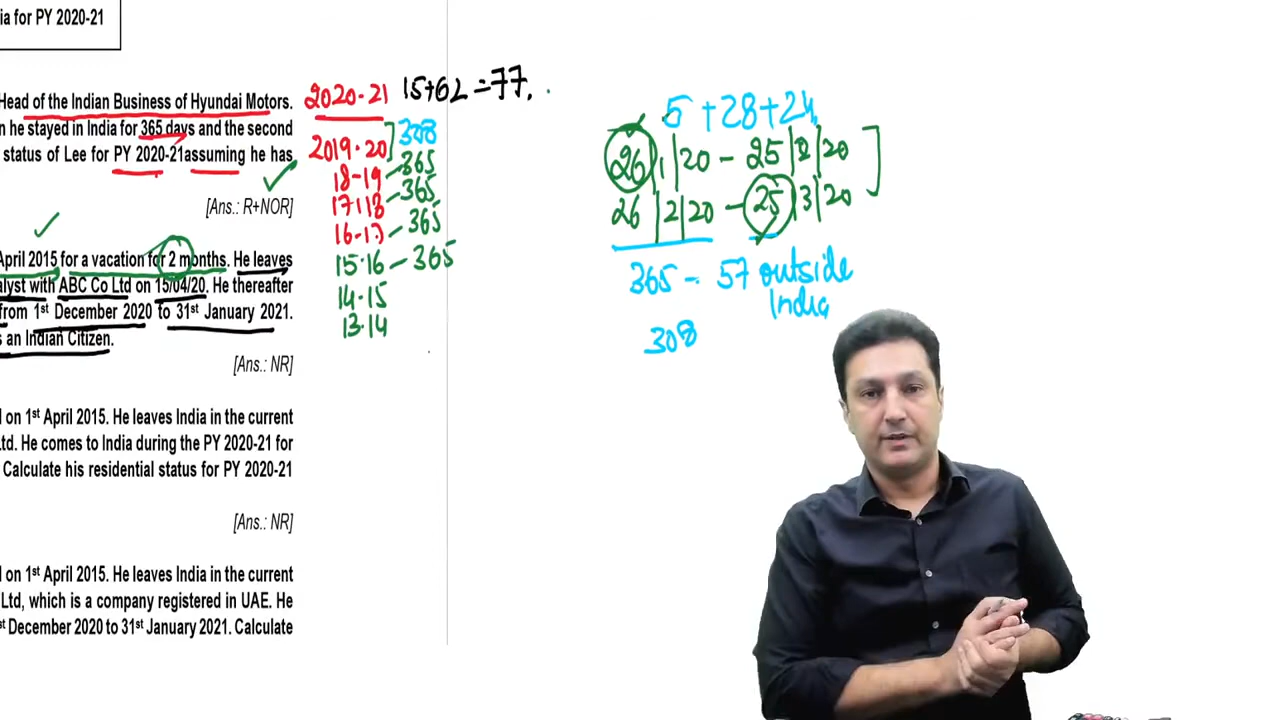 ia for PY 2020-21
Head of the Indian Business of Hyundai Motors.
n he stayed in India for 365 days and the second
status of Lee for PY 2020-21assuming he has
[Ans.: R+NOR]
April 2015 for a vacation for 2 months. He leaves
alyst with ABC Co Ltd on 15/04/20. He thereafter
from 1st December 2020 to 31st January 2021.
s an Indian Citizen.
[Ans.: NR]
l on 1st April 2015. He leaves India in the current
td. He comes to India during the PY 2020-21 for
Calculate his residential status for PY 2020-21
[Ans.: NR]
l on 1st April 2015. He leaves India in the current
Ltd, which is a company registered in UAE. He
st December 2020 to 31st January 2021. Calculate
2020-21 15+62 =77.
2019-20] 308
18-19 - 365
17-18 - 365
16-17 - 365
15-16 - 365
14-15
13-14
5 +28+24
26|1|20 - 25|2|20
26|2|20 - 25|3|20
365 - 57 outside
India
308